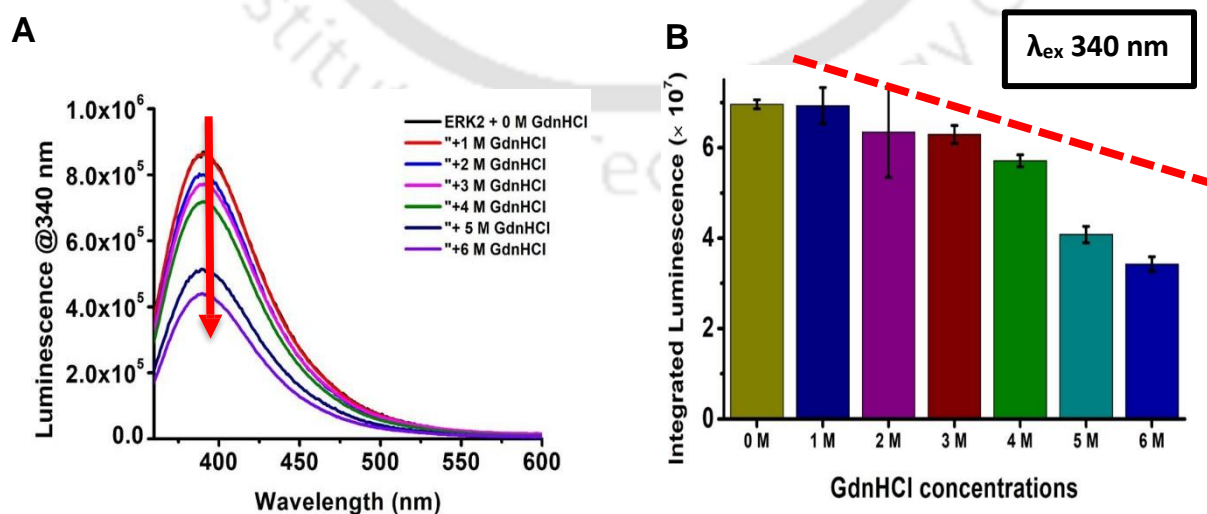 A
Luminescence @340 nm
1.0x10⁶
8.0x10⁵
6.0x10⁵
4.0x10⁵
2.0x10⁵
0.0
ERK2 + 0 M GdnHCl
"+1 M GdnHCl
"+2 M GdnHCl
"+3 M GdnHCl
"+4 M GdnHCl
"+ 5 M GdnHCl
"+6 M GdnHCl
400 450 500 550 600
Wavelength (nm)
B
λex 340 nm
Integrated Luminescence (× 10⁷)
6
4
2
0
0 M 1 M 2 M 3 M 4 M 5 M 6 M
GdnHCl concentrations